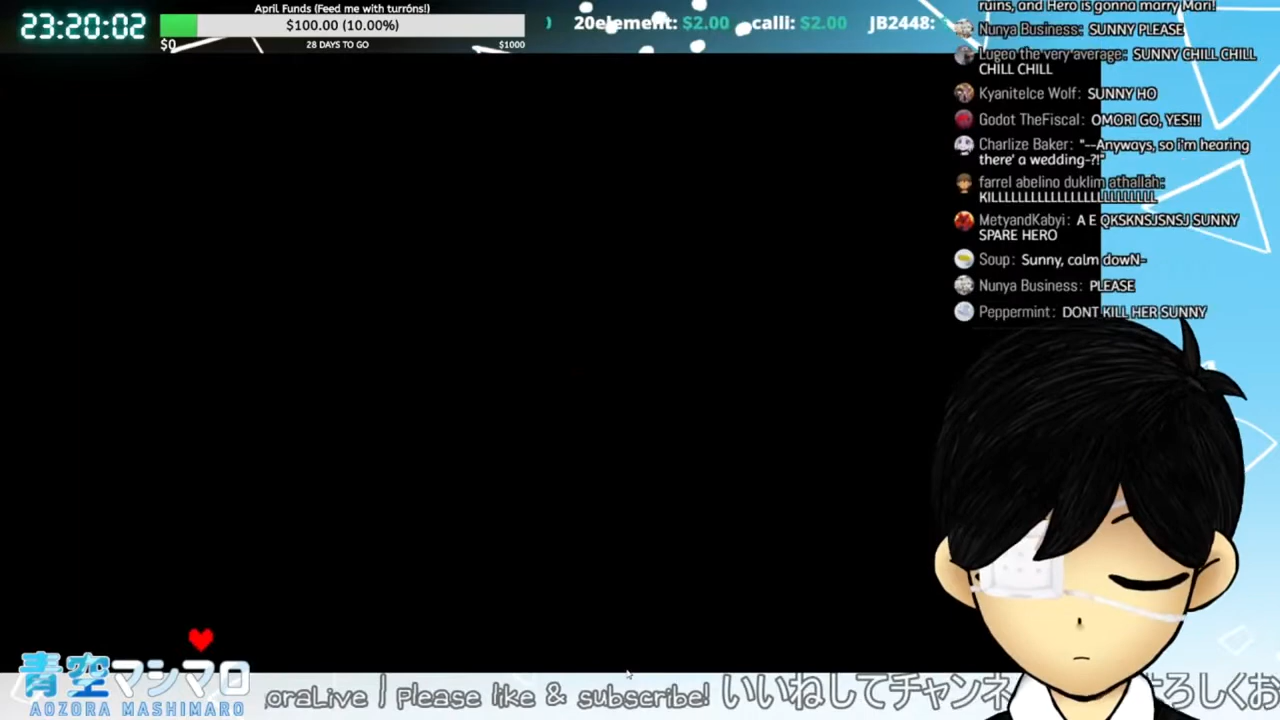 23:20:02
April Funds (Feed me with turróns!)
$100.00 (10.00%)
$0
28 DAYS TO GO
$1000
20element: $2.00 calli: $2.00 JB2448:
ruins, and Hero is gonna marry Mari!
Nunya Business: SUNNY PLEASE
Lugeo the very average: SUNNY CHILL CHILL
CHILL CHILL
KyaniteIce Wolf: SUNNY HO
Godot TheFiscal: OMORI GO, YES!!!
Charlize Baker: "--Anyways, so i'm hearing
there' a wedding-?!"
farrel abelino duklim athallah:
KILLLLLLLLLLLLLLLLLLLLLLLLL
MetyandKabyi: A E QKSKNSJSNSJ SUNNY
SPARE HERO
Soup: Sunny, calm dowN-
Nunya Business: PLEASE
Peppermint: DONT KILL HER SUNNY
青空マシマロ
AOZORA MASHIMARO
oraLive | Please like & subscribe! いいねしてチャンネ ろしくお